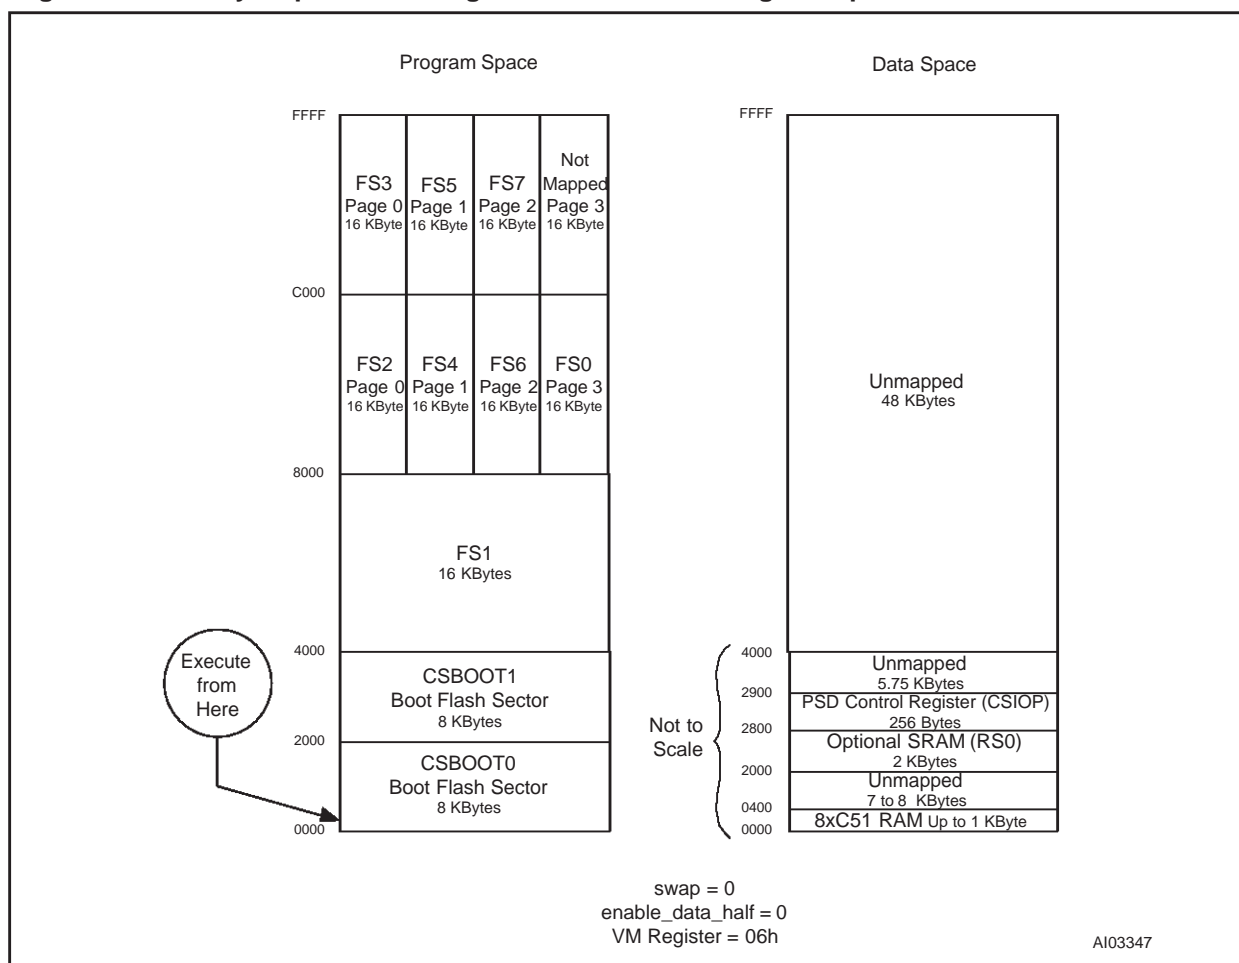 Program Space
Data Space
FFFF
FS3
Page 0
16 KByte
FS5
Page 1
16 KByte
FS7
Page 2
16 KByte
Not
Mapped
Page 3
16 KByte
C000
FS2
Page 0
16 KByte
FS4
Page 1
16 KByte
FS6
Page 2
16 KByte
FS0
Page 3
16 KByte
8000
FS1
16 KBytes
4000
CSBOOT1
Boot Flash Sector
8 KBytes
2000
CSBOOT0
Boot Flash Sector
8 KBytes
0000
Execute
from
Here
FFFF
Unmapped
48 KBytes
4000
Unmapped
5.75 KBytes
2900
PSD Control Register (CSIOP)
256 Bytes
2800
Optional SRAM (RS0)
2 KBytes
2000
Unmapped
7 to 8 KBytes
0400
8xC51 RAM Up to 1 KByte
0000
Not to
Scale
swap = 0
enable_data_half = 0
VM Register = 06h
AI03347